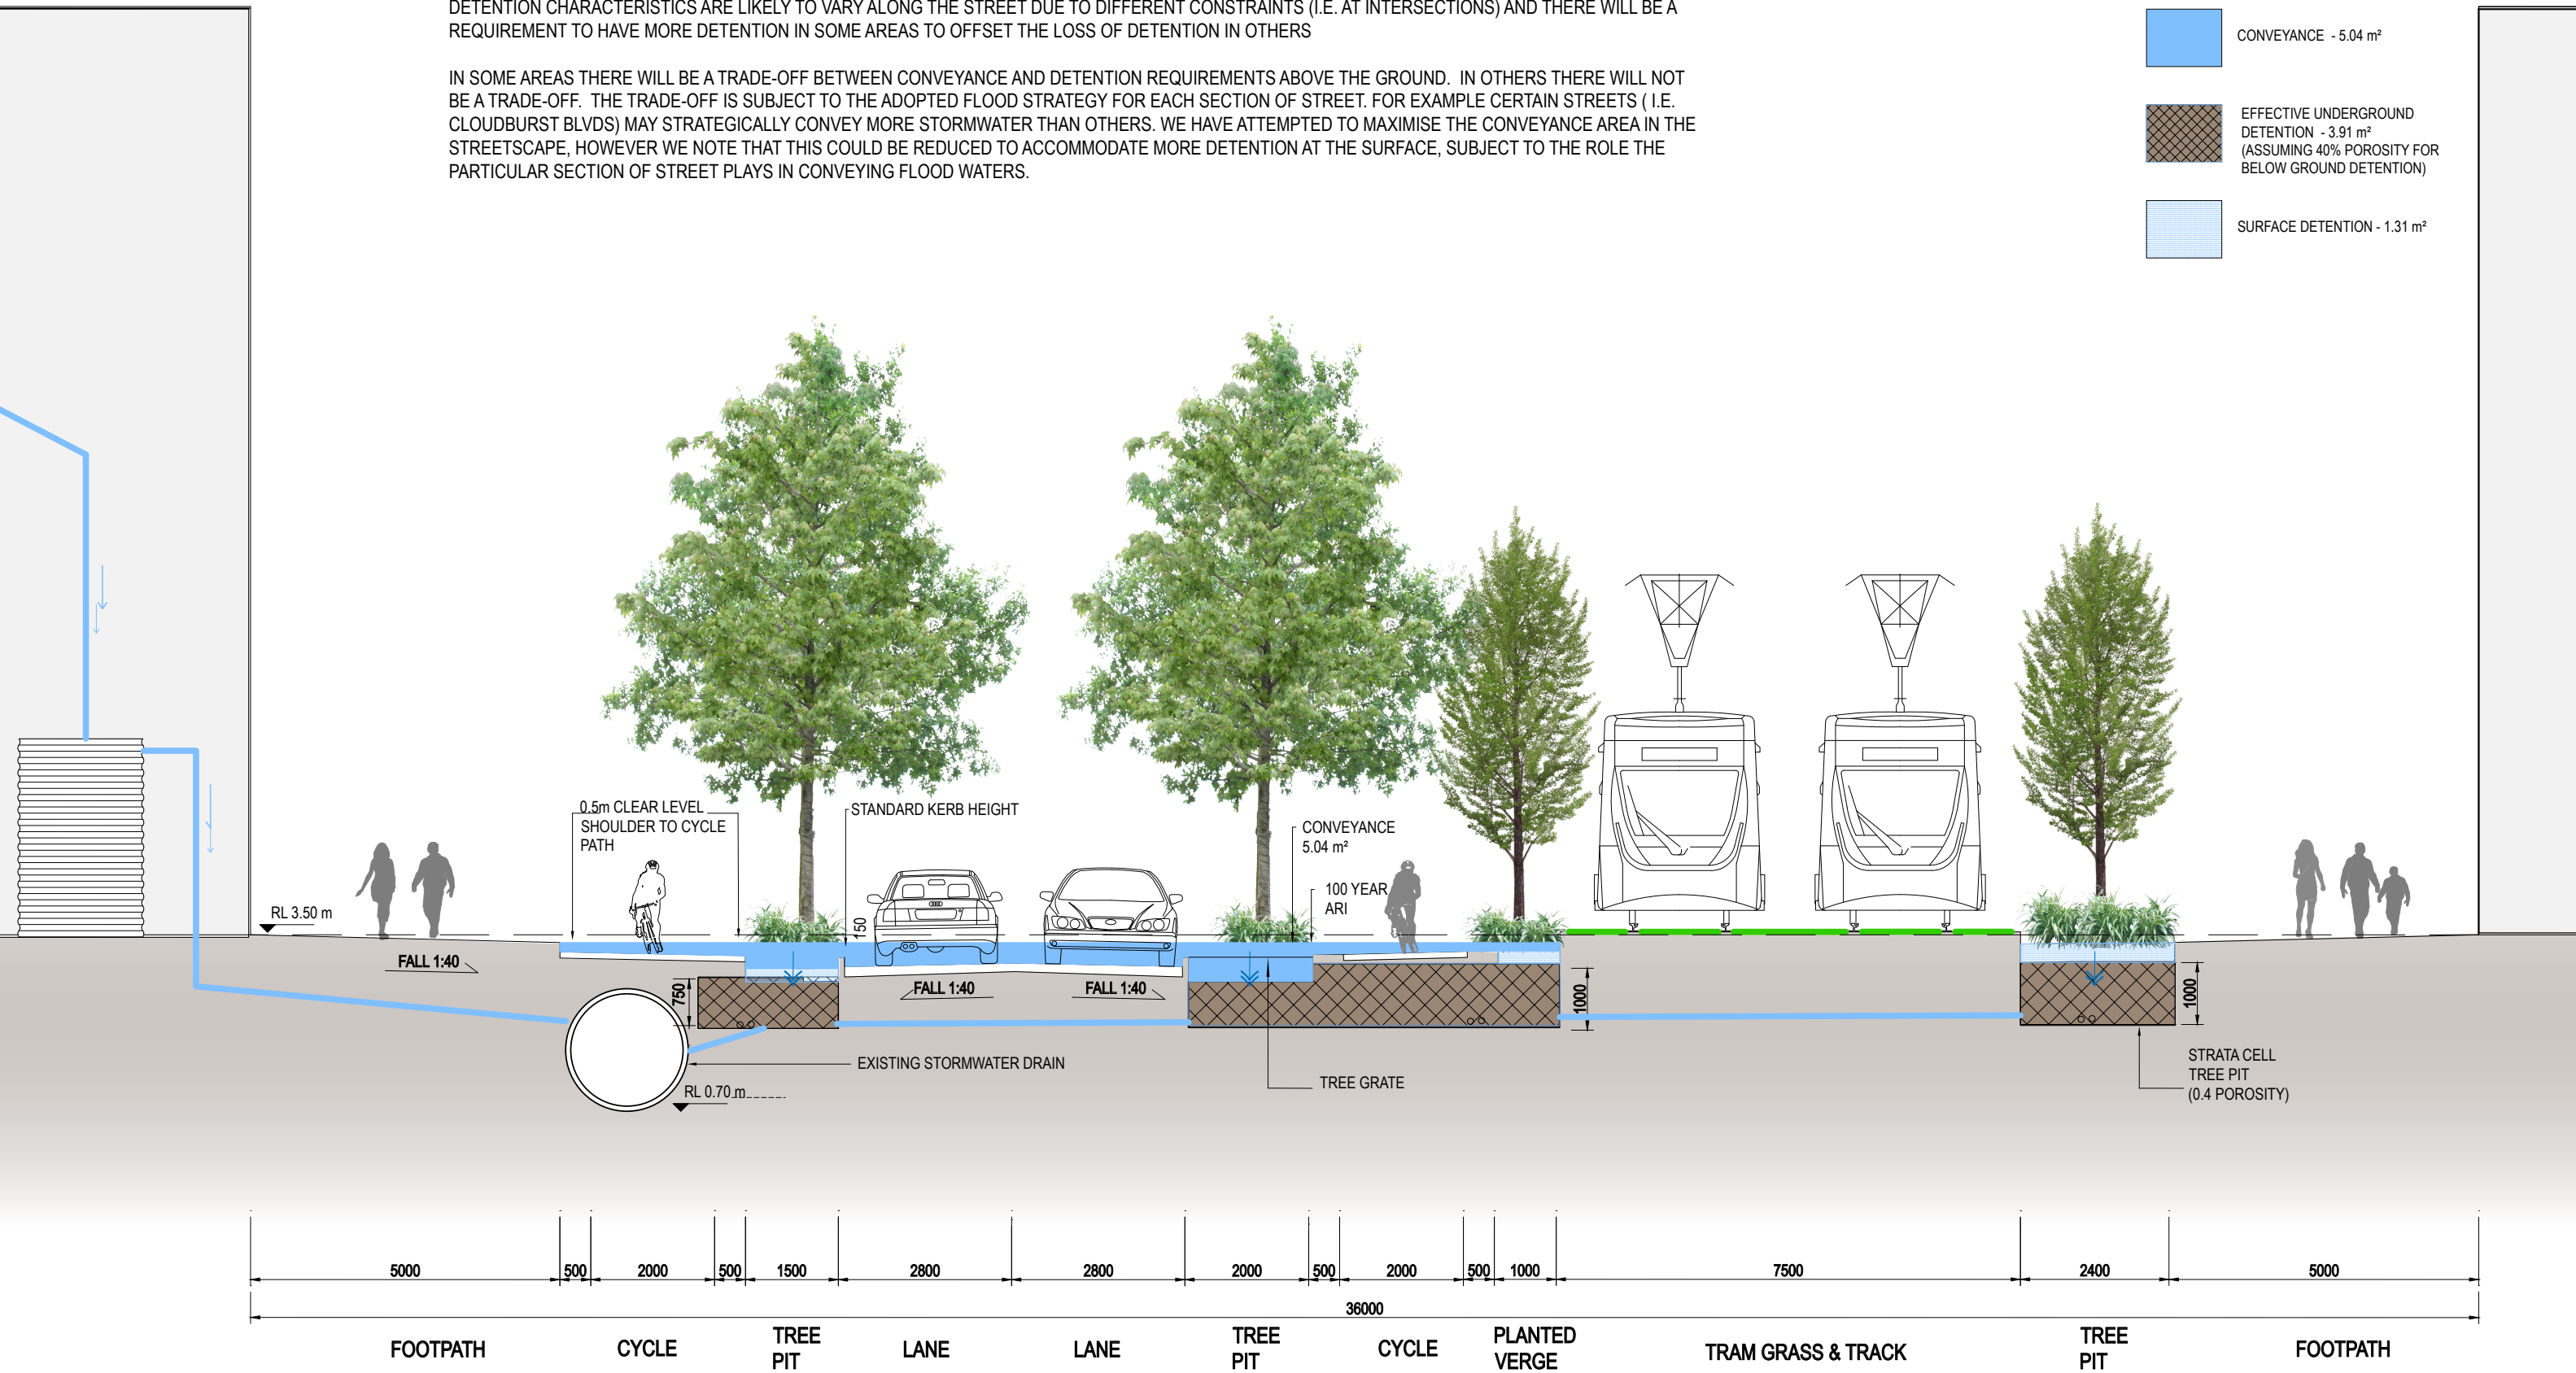 DETENTION CHARACTERISTICS ARE LIKELY TO VARY ALONG THE STREET DUE TO DIFFERENT CONSTRAINTS (I.E. AT INTERSECTIONS) AND THERE WILL BE A
REQUIREMENT TO HAVE MORE DETENTION IN SOME AREAS TO OFFSET THE LOSS OF DETENTION IN OTHERS
IN SOME AREAS THERE WILL BE A TRADE-OFF BETWEEN CONVEYANCE AND DETENTION REQUIREMENTS ABOVE THE GROUND. IN OTHERS THERE WILL NOT
BE A TRADE-OFF. THE TRADE-OFF IS SUBJECT TO THE ADOPTED FLOOD STRATEGY FOR EACH SECTION OF STREET. FOR EXAMPLE CERTAIN STREETS ( I.E.
CLOUDBURST BLVDS) MAY STRATEGICALLY CONVEY MORE STORMWATER THAN OTHERS. WE HAVE ATTEMPTED TO MAXIMISE THE CONVEYANCE AREA IN THE
STREETSCAPE, HOWEVER WE NOTE THAT THIS COULD BE REDUCED TO ACCOMMODATE MORE DETENTION AT THE SURFACE, SUBJECT TO THE ROLE THE
PARTICULAR SECTION OF STREET PLAYS IN CONVEYING FLOOD WATERS.
CONVEYANCE - 5.04 m²
EFFECTIVE UNDERGROUND
DETENTION - 3.91 m²
(ASSUMING 40% POROSITY FOR
BELOW GROUND DETENTION)
SURFACE DETENTION - 1.31 m²
0.5m CLEAR LEVEL
SHOULDER TO CYCLE
PATH
STANDARD KERB HEIGHT
CONVEYANCE
5.04 m²
100 YEAR
ARI
RL 3.50 m
150
FALL 1:40
FALL 1:40
FALL 1:40
750
1000
1000
EXISTING STORMWATER DRAIN
RL 0.70 m
TREE GRATE
STRATA CELL
TREE PIT
(0.4 POROSITY)
5000 500 2000 500 1500 2800 2800 2000 500 2000 500 1000 7500 2400 5000
36000
FOOTPATH
CYCLE
TREE
PIT
LANE
LANE
TREE
PIT
CYCLE
PLANTED
VERGE
TRAM GRASS & TRACK
TREE
PIT
FOOTPATH